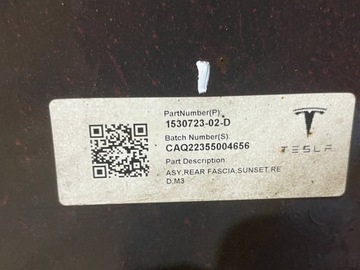 PartNumber(P)
1530723-02-D
Batch Number(S)
CAQ22355004656
Part Description
ASY,REAR FASCIA,SUNSET,RE
D,M3
TESLA